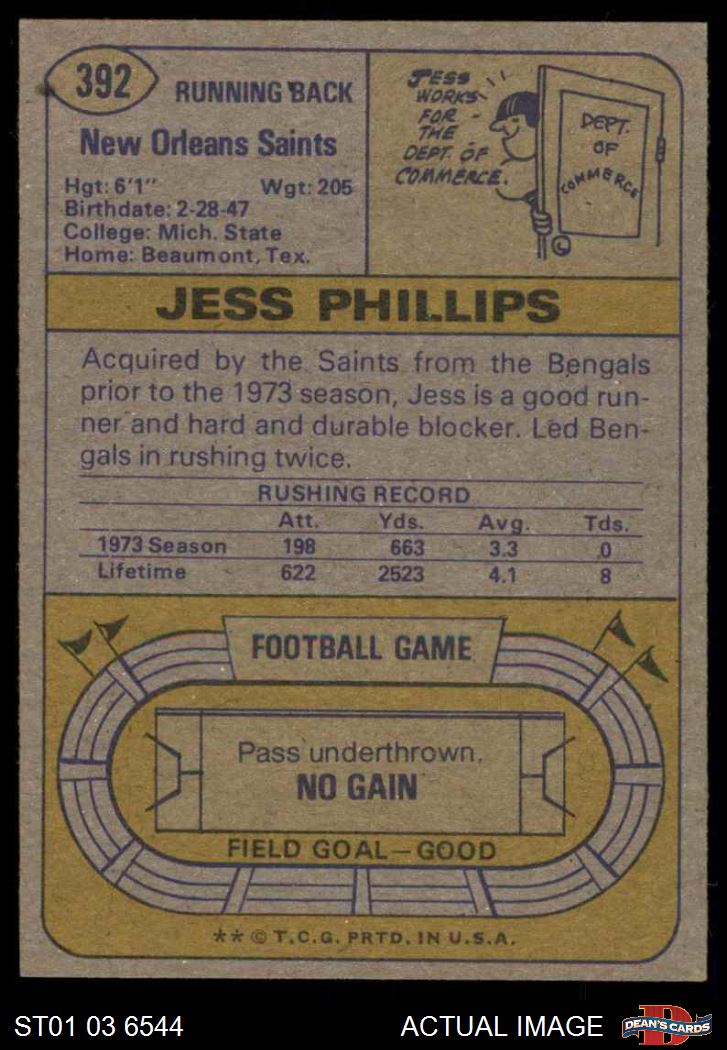 392
RUNNING BACK
New Orleans Saints
Hgt: 6'1" Wgt: 205
Birthdate: 2-28-47
College: Mich. State
Home: Beaumont, Tex.
JESS
WORKS
FOR
THE
DEPT. OF
COMMERCE.
DEPT.
OF
COMMERCE
JESS PHILLIPS
Acquired by the Saints from the Bengals
prior to the 1973 season, Jess is a good run-
ner and hard and durable blocker. Led Ben-
gals in rushing twice.
RUSHING RECORD
Att. Yds. Avg. Tds.
1973 Season 198 663 3.3 0
Lifetime 622 2523 4.1 8
FOOTBALL GAME
Pass underthrown.
NO GAIN
FIELD GOAL—GOOD
** © T.C.G. PRTD. IN U.S.A.
ST01 03 6544 ACTUAL IMAGE
D
DEAN'S CARDS